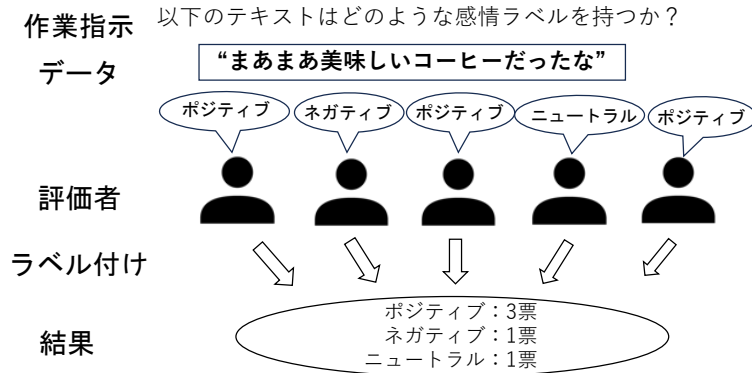 作業指示
以下のテキストはどのような感情ラベルを持つか？
データ
“まあまあ美味しいコーヒーだったな”
ポジティブ
ネガティブ
ポジティブ
ニュートラル
ポジティブ
評価者
ラベル付け
結果
ポジティブ：3票
ネガティブ：1票
ニュートラル：1票